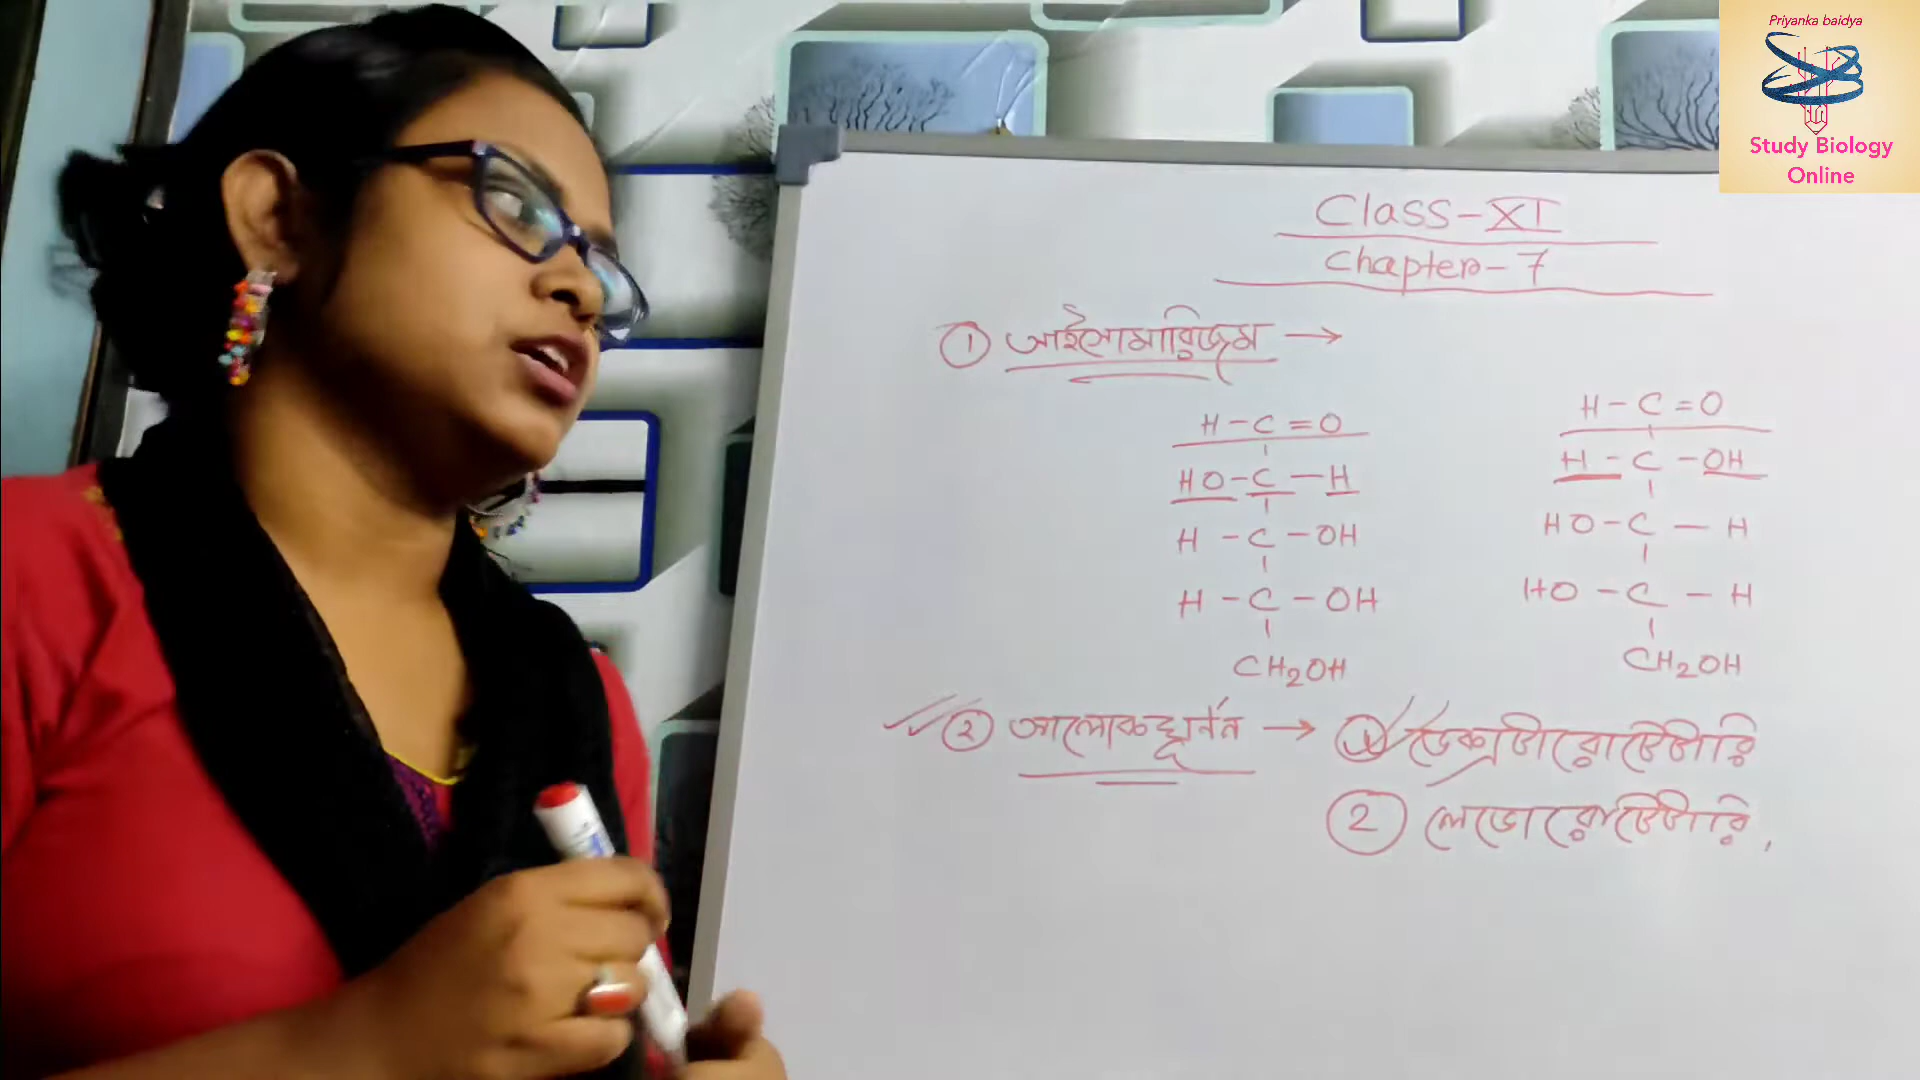 Priyanka baidya
Study Biology
Online
Class-XI
Chapter-7
① আইসোমারিজম →
H-C=O
HO-C-H
H-C-OH
H-C-OH
CH₂OH
H-C=O
H-C-OH
HO-C-H
HO-C-H
CH₂OH
② আলোকঘূর্নন → ① ডেক্সট্রোরোটেটারি
② লেভোরোটেটারি,